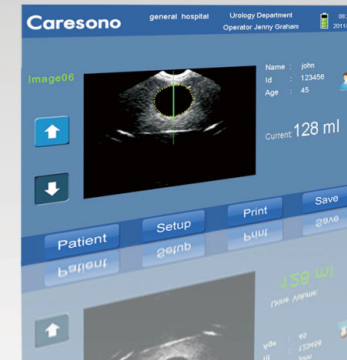 Caresono
general hospital
Urology Department
Operator Jenny Graham
Image06
Name : john
Id : 123456
Age : 45
Current: 128 ml
Patient
Setup
Print
Save